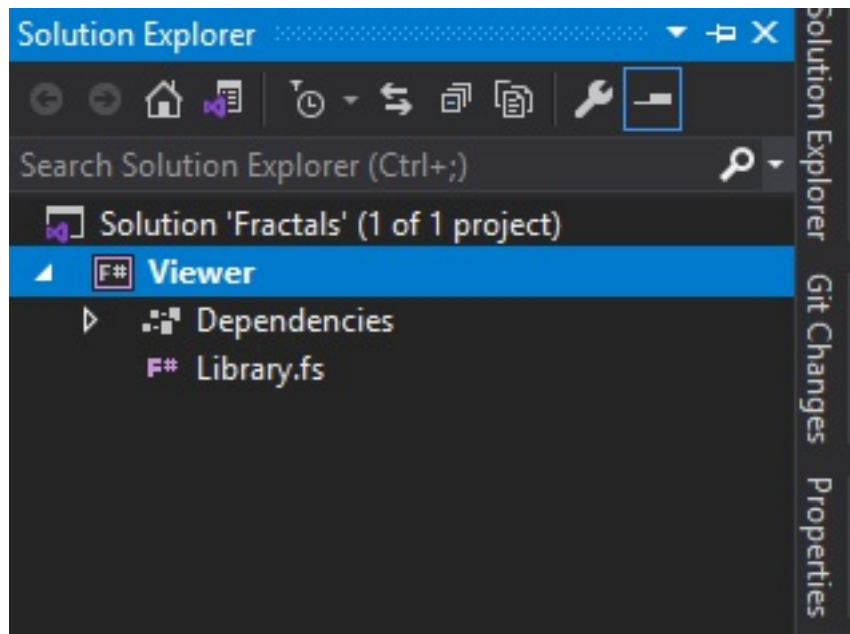 Solution Explorer
Search Solution Explorer (Ctrl+;)
Solution 'Fractals' (1 of 1 project)
F# Viewer
Dependencies
F# Library.fs
Solution Explorer
Git Changes
Properties